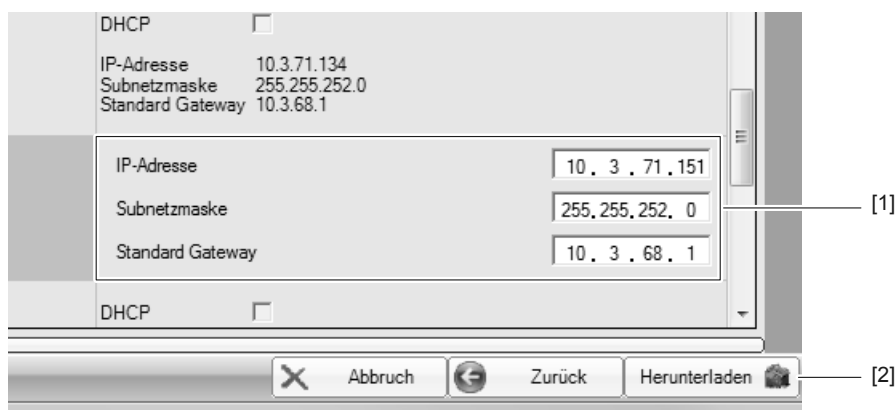 DHCP
IP-Adresse 10.3.71.134
Subnetzmaske 255.255.252.0
Standard Gateway 10.3.68.1
IP-Adresse 10 . 3 . 71 . 151
Subnetzmaske 255.255.252. 0 [1]
Standard Gateway 10 . 3 . 68 . 1
DHCP
Abbruch Zurück Herunterladen [2]